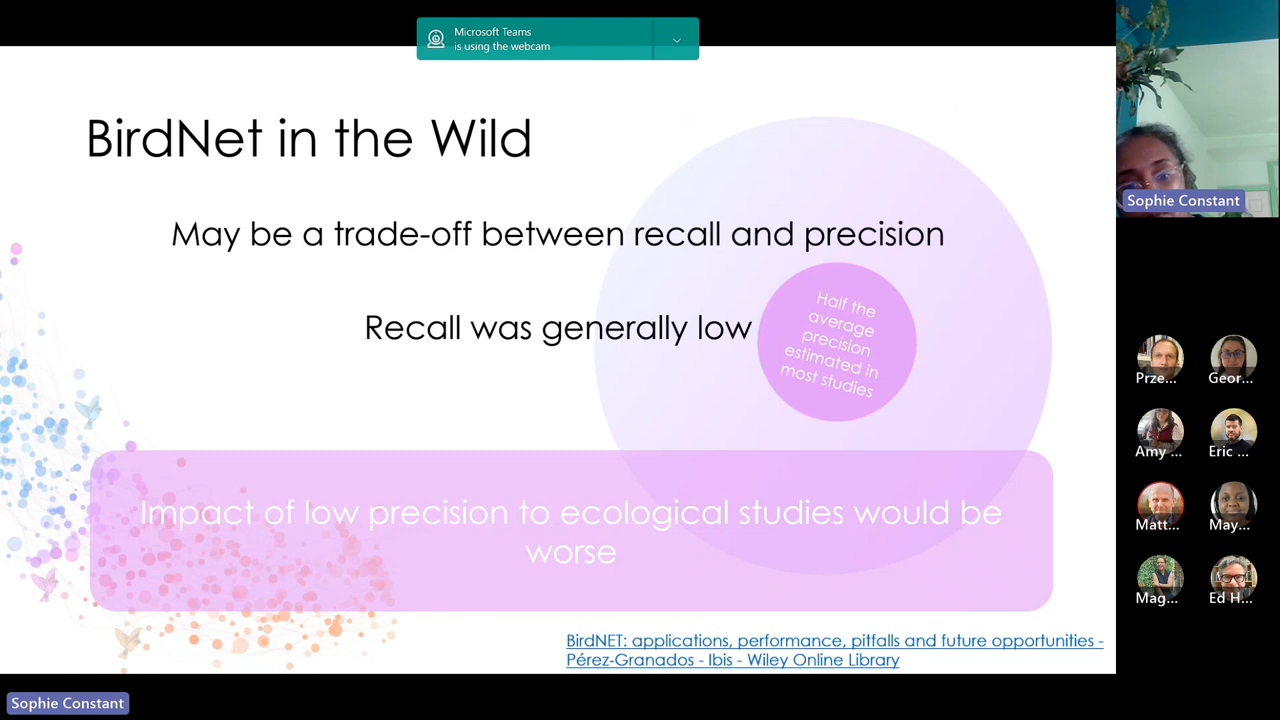 Microsoft Teams
is using the webcam
BirdNet in the Wild
May be a trade-off between recall and precision
Recall was generally low
Half the
average
precision
estimated in
most studies
Impact of low precision to ecological studies would be
worse
BirdNET: applications, performance, pitfalls and future opportunities -
Pérez-Granados - Ibis - Wiley Online Library
Sophie Constant
Prze...
Geor...
Amy ...
Eric ...
Matt...
May...
Mag...
Ed H...
Sophie Constant